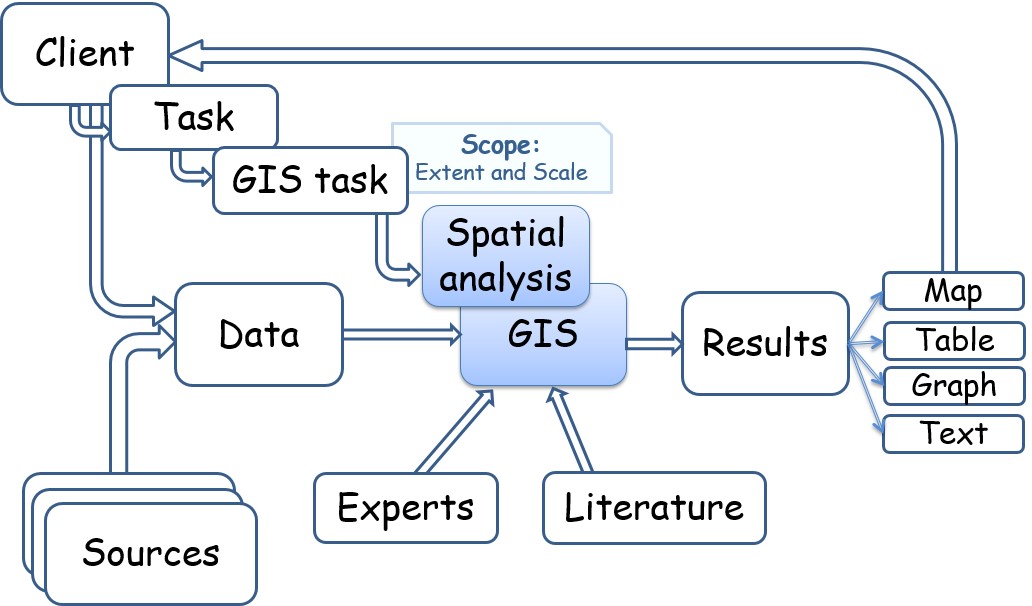 Client
Task
Scope:
Extent and Scale
GIS task
Spatial
analysis
GIS
Data
Results
Map
Table
Graph
Text
Experts
Literature
Sources